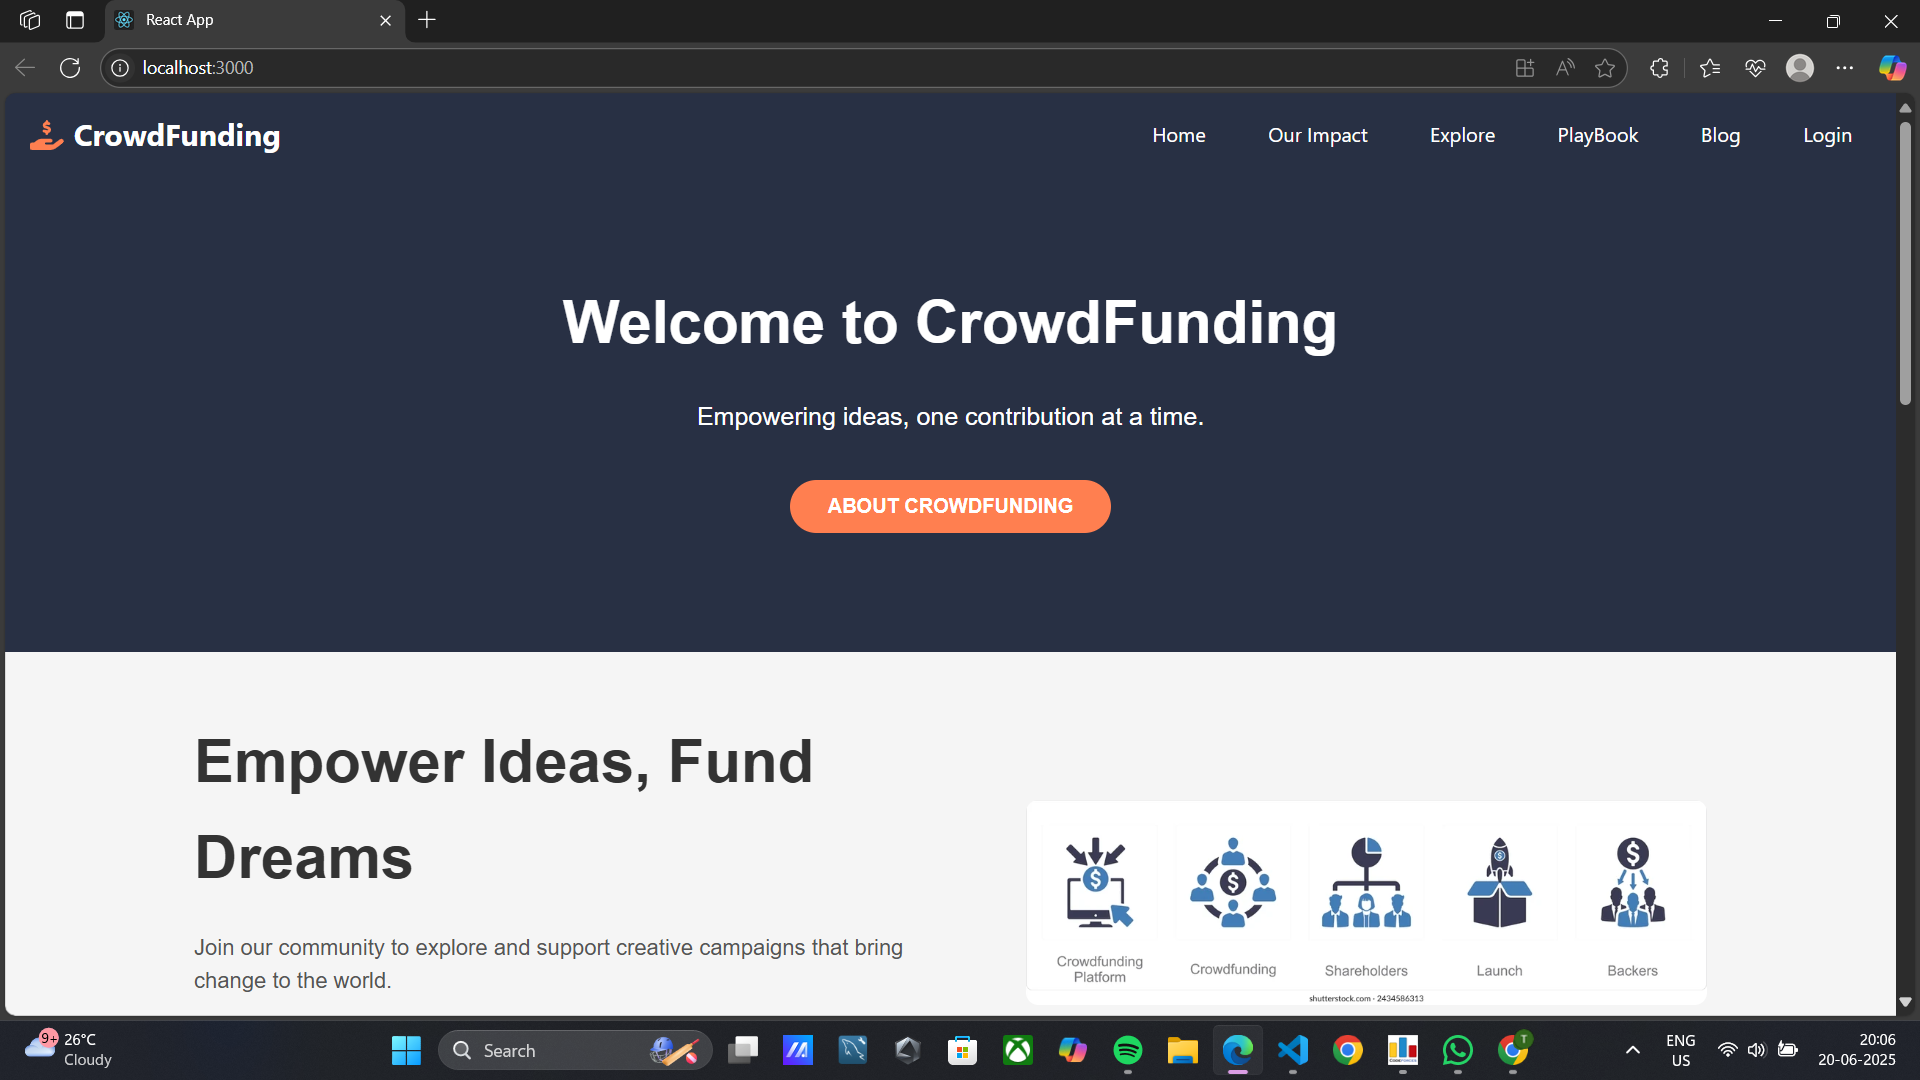 React App
localhost:3000
CrowdFunding
Home
Our Impact
Explore
PlayBook
Blog
Login
Welcome to CrowdFunding
Empowering ideas, one contribution at a time.
ABOUT CROWDFUNDING
Empower Ideas, Fund
Dreams
Join our community to explore and support creative campaigns that bring
change to the world.
Crowdfunding
Platform
Crowdfunding
Shareholders
Launch
Backers
shutterstock.com · 2434586313
9+
26°C
Cloudy
Search
T
ENG
US
20:06
20-06-2025